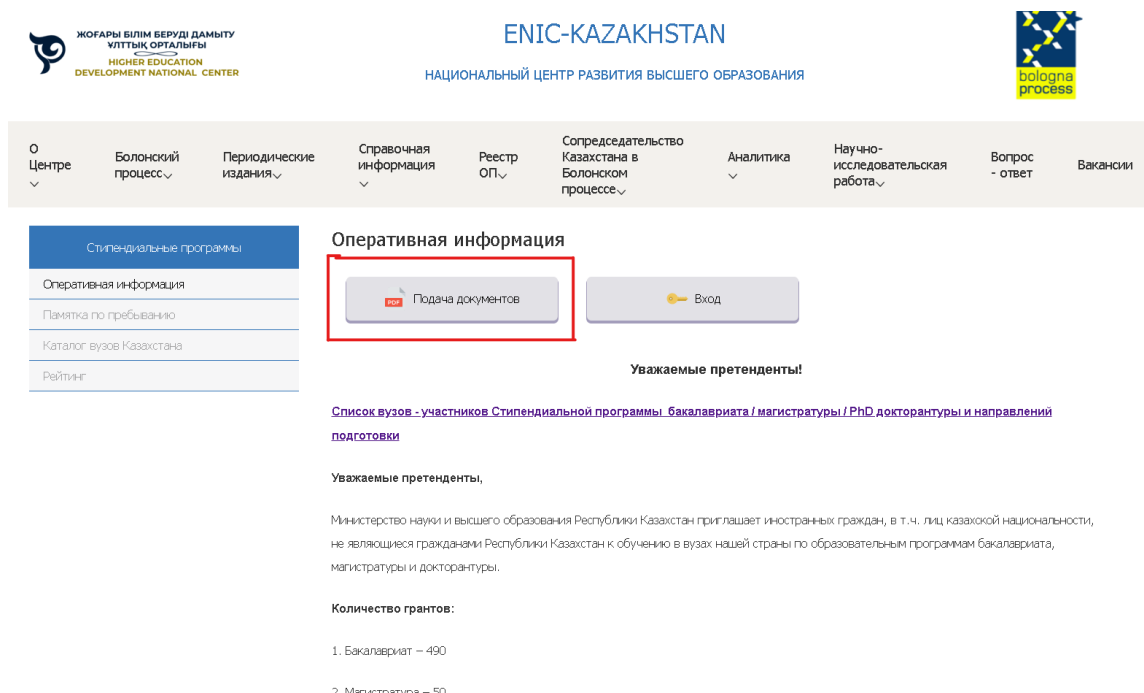 ЖОҒАРЫ БІЛІМ БЕРУДІ ДАМЫТУ
ҰЛТТЫҚ ОРТАЛЫҒЫ
HIGHER EDUCATION
DEVELOPMENT NATIONAL CENTER
ENIC-KAZAKHSTAN
НАЦИОНАЛЬНЫЙ ЦЕНТР РАЗВИТИЯ ВЫСШЕГО ОБРАЗОВАНИЯ
bologna
process
О
Центре
Болонский
процесс
Периодические
издания
Справочная
информация
Реестр
ОП
Сопредседательство
Казахстана в
Болонском
процессе
Аналитика
Научно-
исследовательская
работа
Вопрос
- ответ
Вакансии
Стипендиальные программы
Оперативная информация
Памятка по пребыванию
Каталог вузов Казахстана
Рейтинг
Оперативная информация
PDF Подача документов
Вход
Уважаемые претенденты!
Список вузов - участников Стипендиальной программы бакалавриата / магистратуры / PhD докторантуры и направлений
подготовки
Уважаемые претенденты,
Министерство науки и высшего образования Республики Казахстан приглашает иностранных граждан, в т.ч. лиц казахской национальности,
не являющиеся гражданами Республики Казахстан к обучению в вузах нашей страны по образовательным программам бакалавриата,
магистратуры и докторантуры.
Количество грантов:
1. Бакалавриат – 490
2. Магистратура – 50